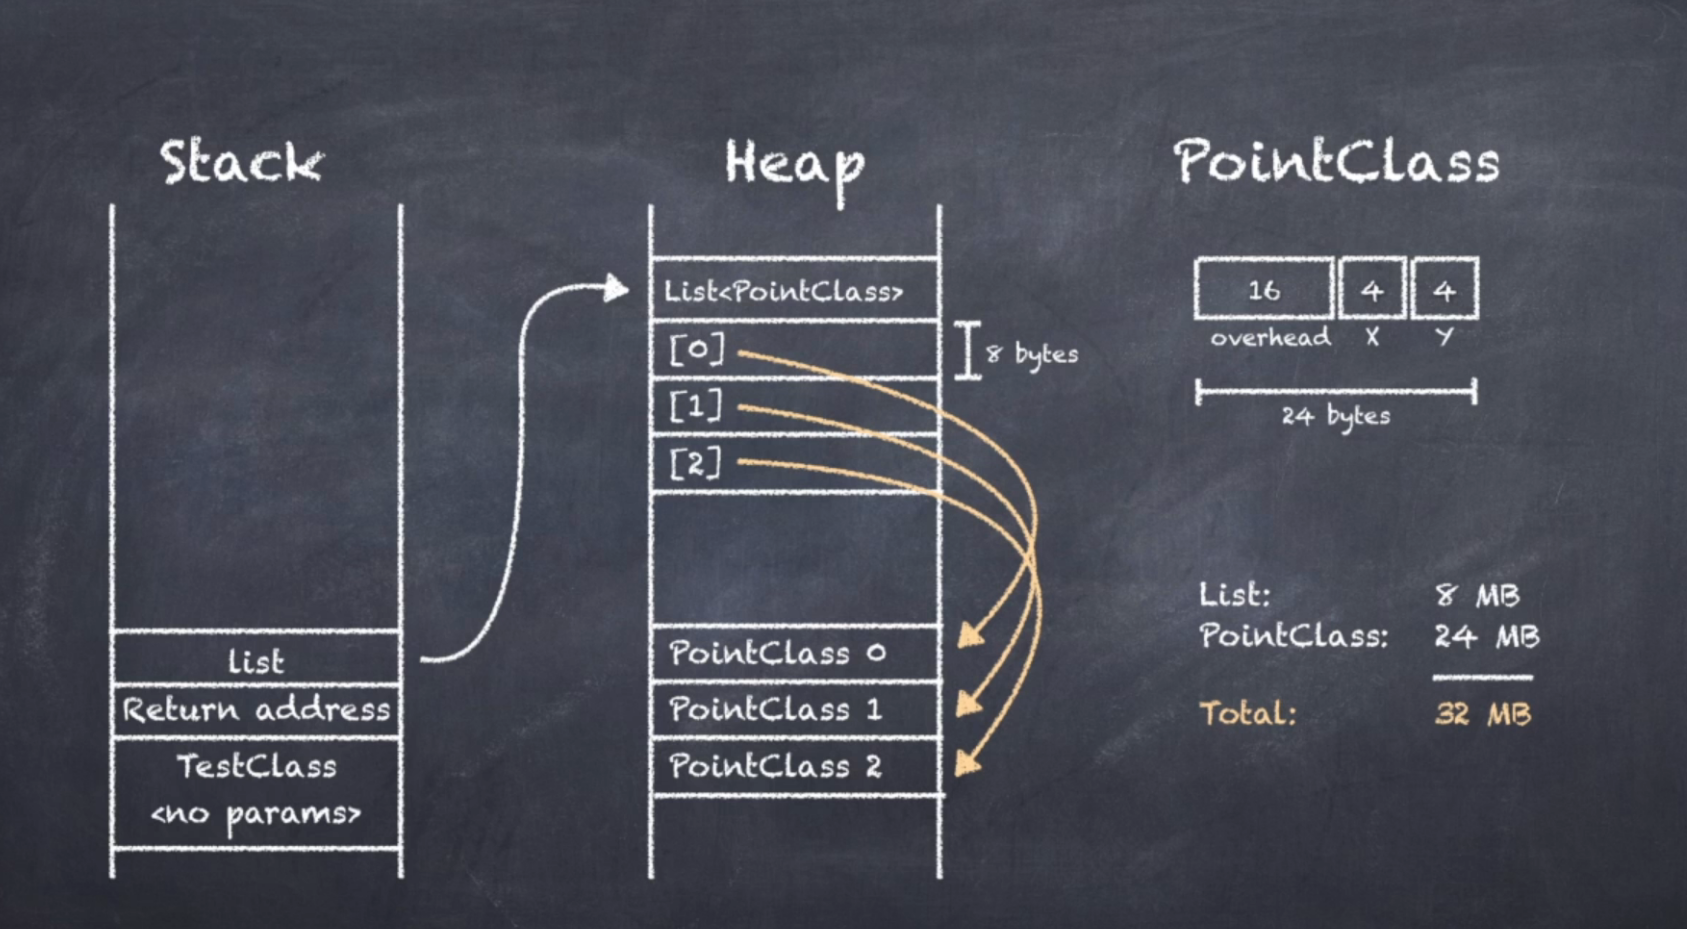 Stack
list
Return address
TestClass
<no params>
Heap
List<PointClass>
[0]
[1]
[2]
8 bytes
PointClass 0
PointClass 1
PointClass 2
PointClass
16 4 4
overhead X Y
24 bytes
List: 8 MB
PointClass: 24 MB
Total: 32 MB